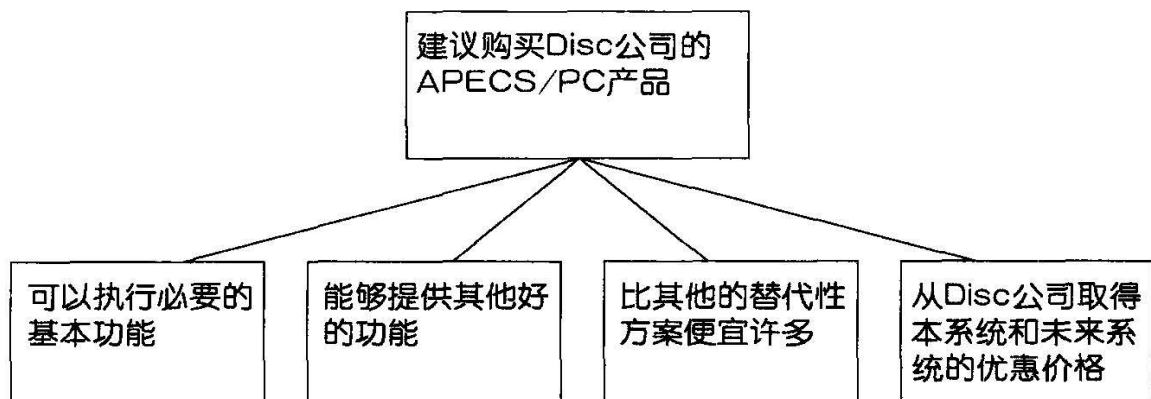 建议购买Disc公司的
APECS/PC产品
可以执行必要的
基本功能
能够提供其他好
的功能
比其他的替代性
方案便宜许多
从Disc公司取得
本系统和未来系
统的优惠价格